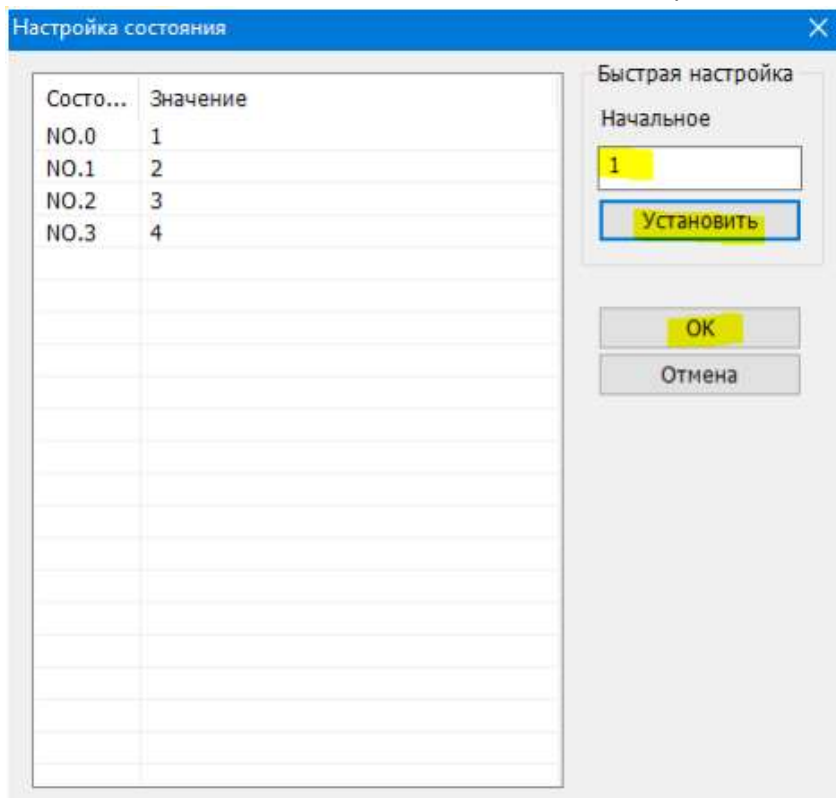 Настройка состояния
Состо... Значение
NO.0 1
NO.1 2
NO.2 3
NO.3 4
Быстрая настройка
Начальное
1
Установить
OK
Отмена